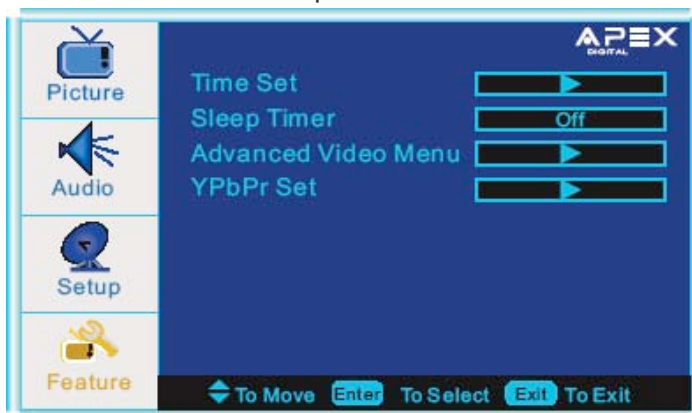 APEX
DIGITAL
Picture
Audio
Setup
Feature
Time Set
Sleep Timer Off
Advanced Video Menu
YPbPr Set
To Move Enter To Select Exit To Exit